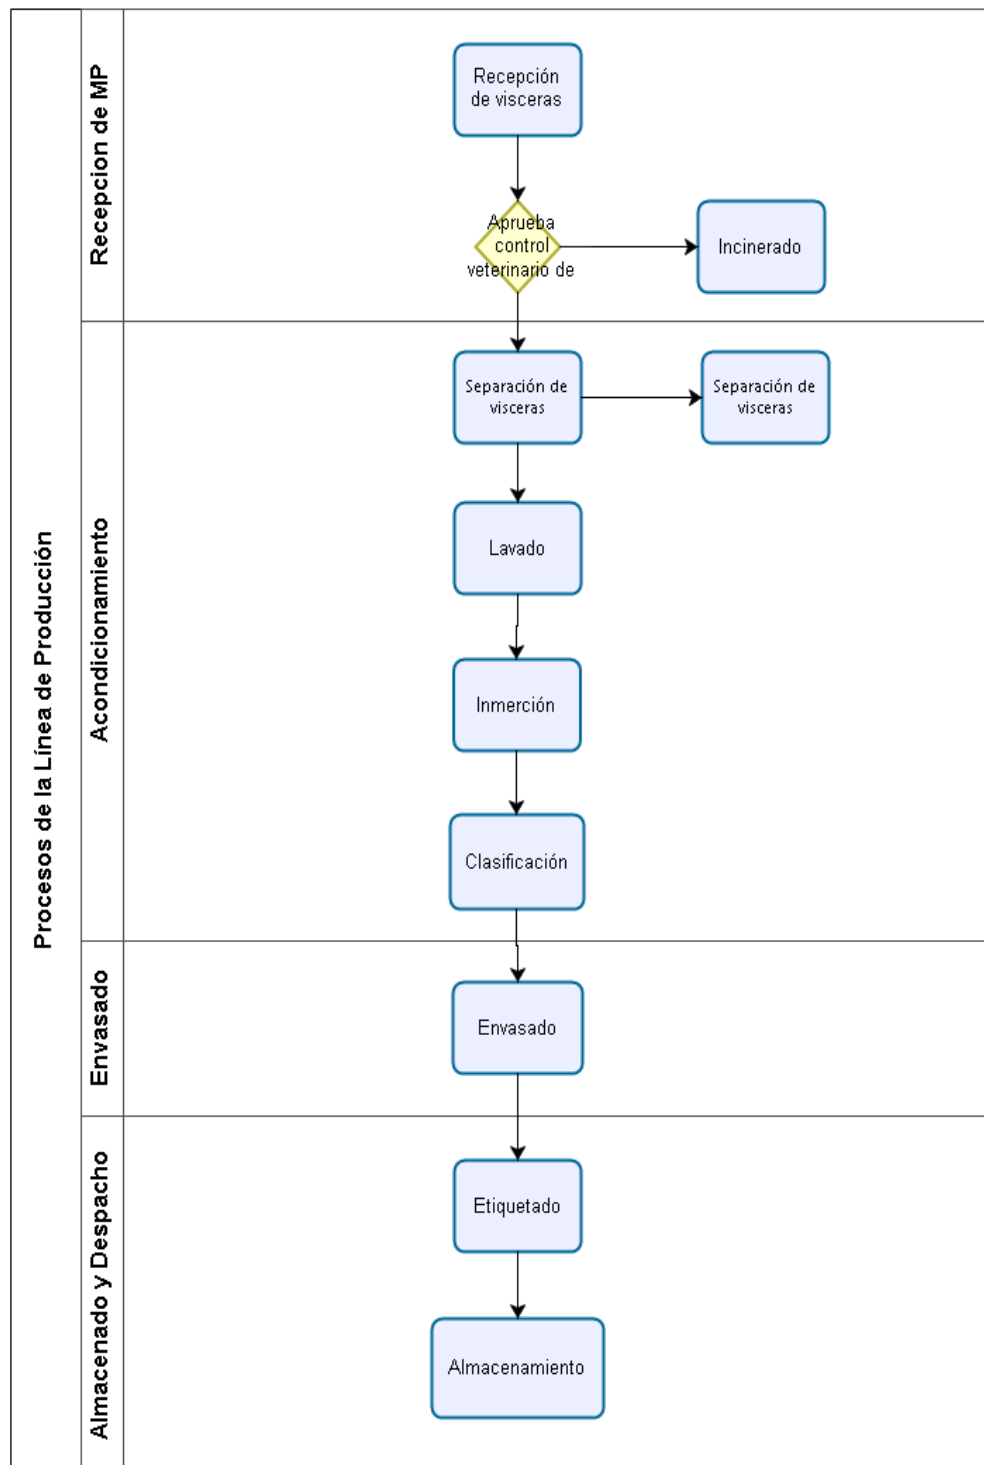 Procesos de la Línea de Producción
Recepcion de MP
Recepción
de visceras
Aprueba
control
veterinario de
Incinerado
Acondicionamiento
Separación de
visceras
Separación de
visceras
Lavado
Inmerción
Clasificación
Envasado
Envasado
Almacenado y Despacho
Etiquetado
Almacenamiento